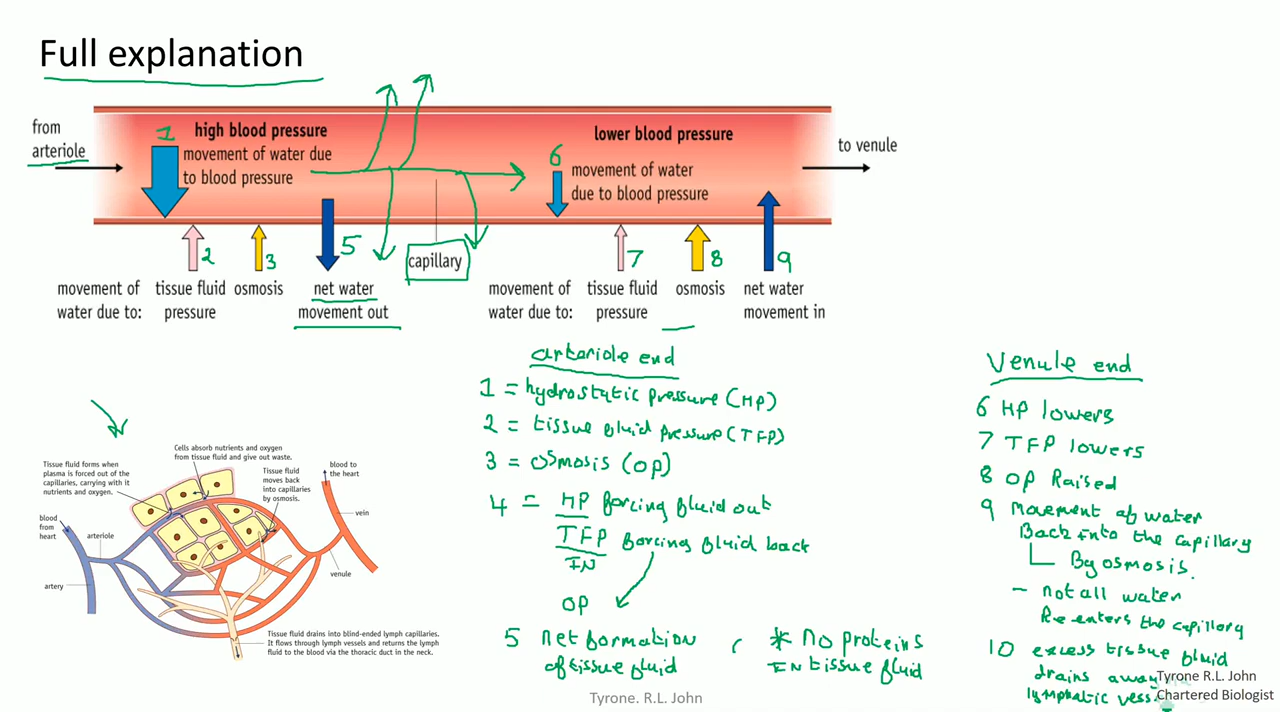 Full explanation
from
arteriole
1
high blood pressure
movement of water due
to blood pressure
lower blood pressure
6
movement of water
due to blood pressure
to venule
2
3
5
capillary
7
8
9
movement of
water due to:
tissue fluid
pressure
osmosis
net water
movement out
movement of
water due to:
tissue fluid
pressure
osmosis
net water
movement in
arteriole end
1 = hydrostatic pressure (HP)
2 = tissue fluid pressure (TFP)
3 = osmosis (OP)
4 = HP forcing fluid out
TFP forcing fluid back
IN
OP
5 net formation
of tissue fluid
* no proteins
IN tissue fluid
Venule end
6 HP lowers
7 TFP lowers
8 OP Raised
9 Movement of water
Back into the capillary
By osmosis.
- not all water
Re-enters the capillary
10 excess tissue fluid
drains away
lymphatic vess
Tissue fluid forms when
plasma is forced out of the
capillaries, carrying with it
nutrients and oxygen.
Cells absorb nutrients and oxygen
from tissue fluid and give out waste.
Tissue fluid
moves back
into capillaries
by osmosis.
blood to
the heart
blood
from
heart
arteriole
artery
vein
venule
Tissue fluid drains into blind-ended lymph capillaries.
It flows through lymph vessels and returns the lymph
fluid to the blood via the thoracic duct in the neck.
Tyrone. R.L. John
Tyrone R.L. John
Chartered Biologist